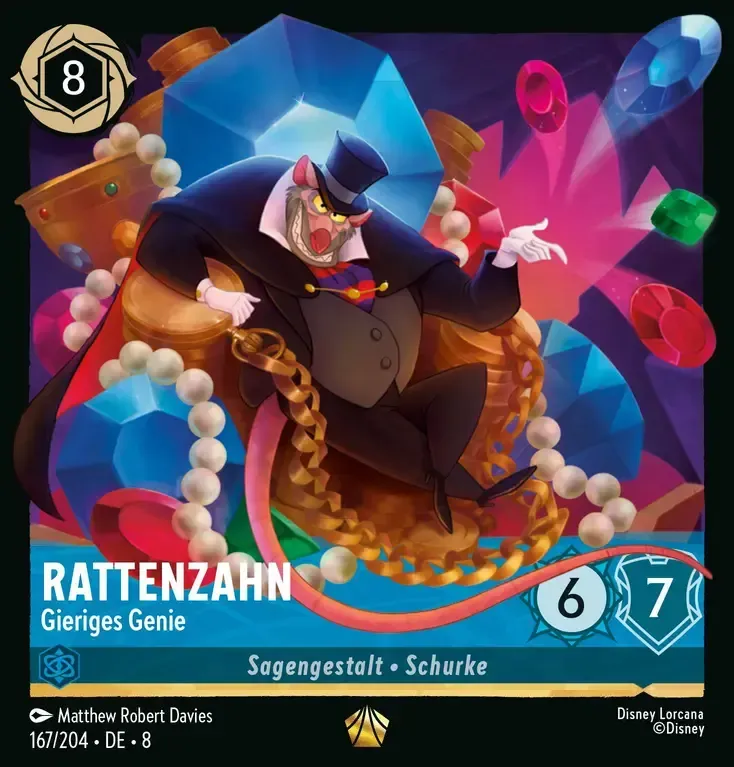 8
RATTENZAHN
Gieriges Genie
6
7
Sagengestalt • Schurke
Matthew Robert Davies
167/204 • DE • 8
Disney Lorcana
©Disney